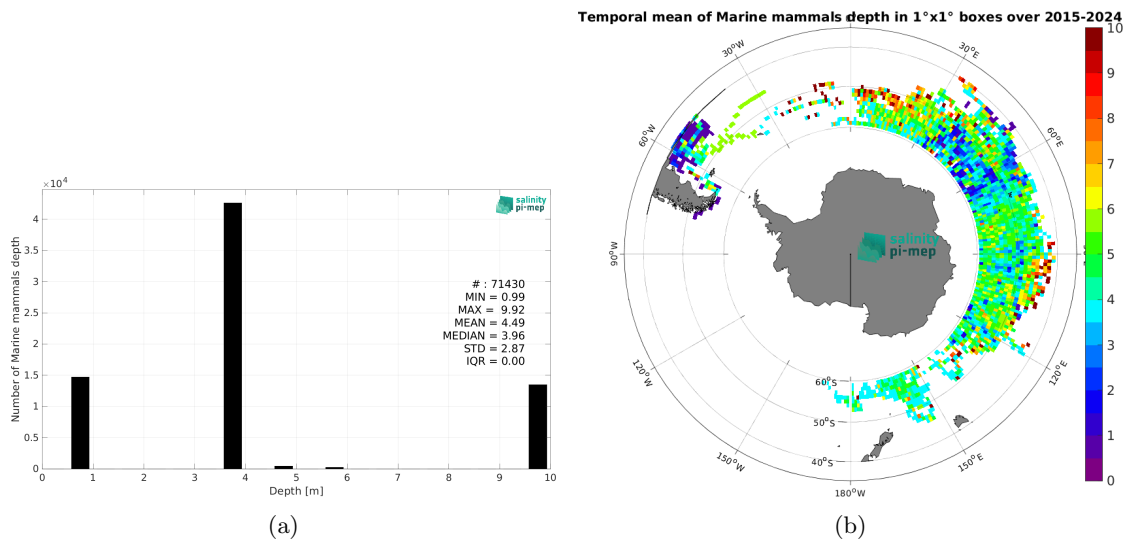 ×10⁴
4
3.5
3
2.5
2
1.5
1
0.5
0
Number of Marine mammals depth
0 1 2 3 4 5 6 7 8 9 10
Depth [m]
salinity
pi-mep
# : 71430
MIN = 0.99
MAX = 9.92
MEAN = 4.49
MEDIAN = 3.96
STD = 2.87
IQR = 0.00
(a)
Temporal mean of Marine mammals depth in 1°x1° boxes over 2015-2024
30°W
30°E
60°W
60°E
90°W
120°W
120°E
150°W
150°E
180°W
60°S
50°S
40°S
salinity
pi-mep
10
9
8
7
6
5
4
3
2
1
0
(b)